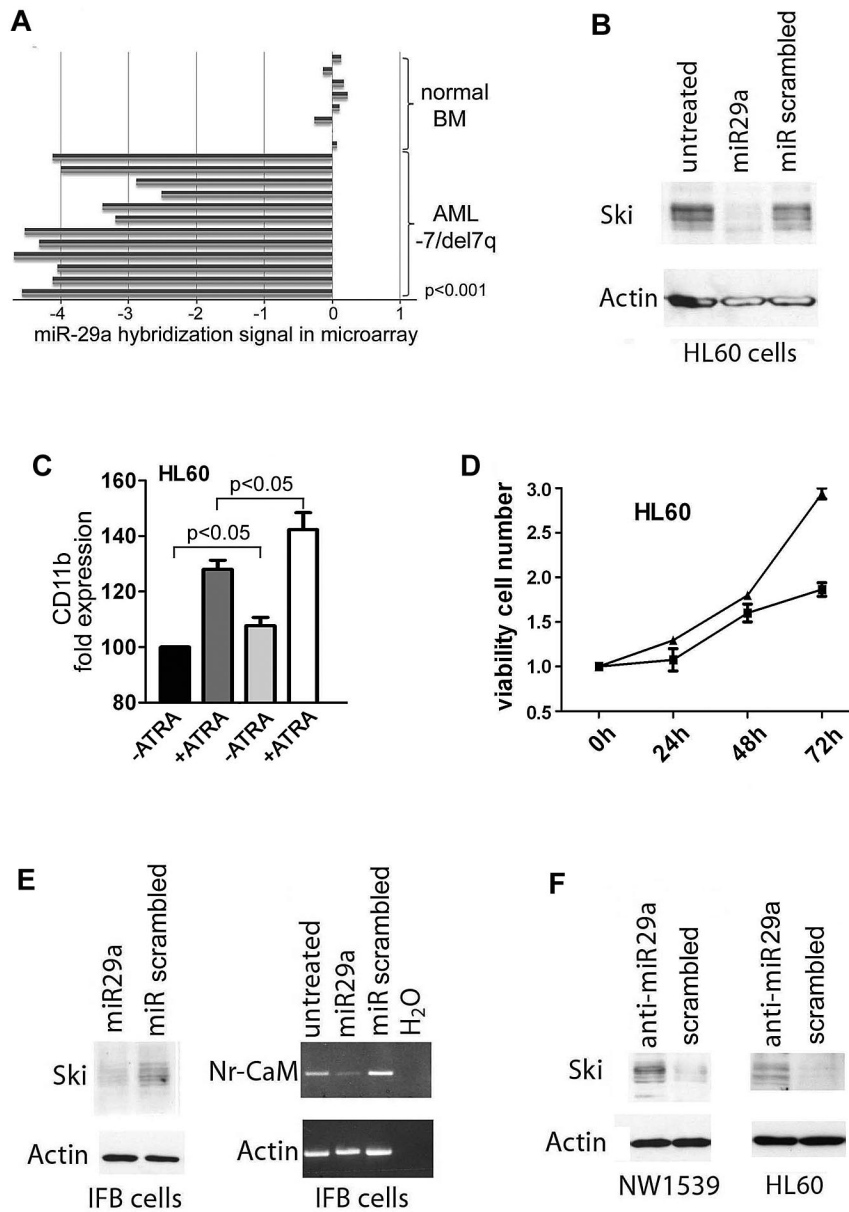 A
normal
BM
AML
-7/del7q
p<0.001
-4 -3 -2 -1 0 1
miR-29a hybridization signal in microarray
B
untreated
miR29a
miR scrambled
Ski
Actin
HL60 cells
C
HL60
CD11b
fold expression
160
140
120
100
80
p<0.05
p<0.05
-ATRA
+ATRA
-ATRA
+ATRA
D
HL60
viability cell number
3.0
2.5
2.0
1.5
1.0
0.5
0h
24h
48h
72h
E
miR29a
miR scrambled
Ski
Actin
IFB cells
untreated
miR29a
miR scrambled
H₂O
Nr-CaM
Actin
IFB cells
F
anti-miR29a
scrambled
anti-miR29a
scrambled
Ski
Actin
NW1539
HL60